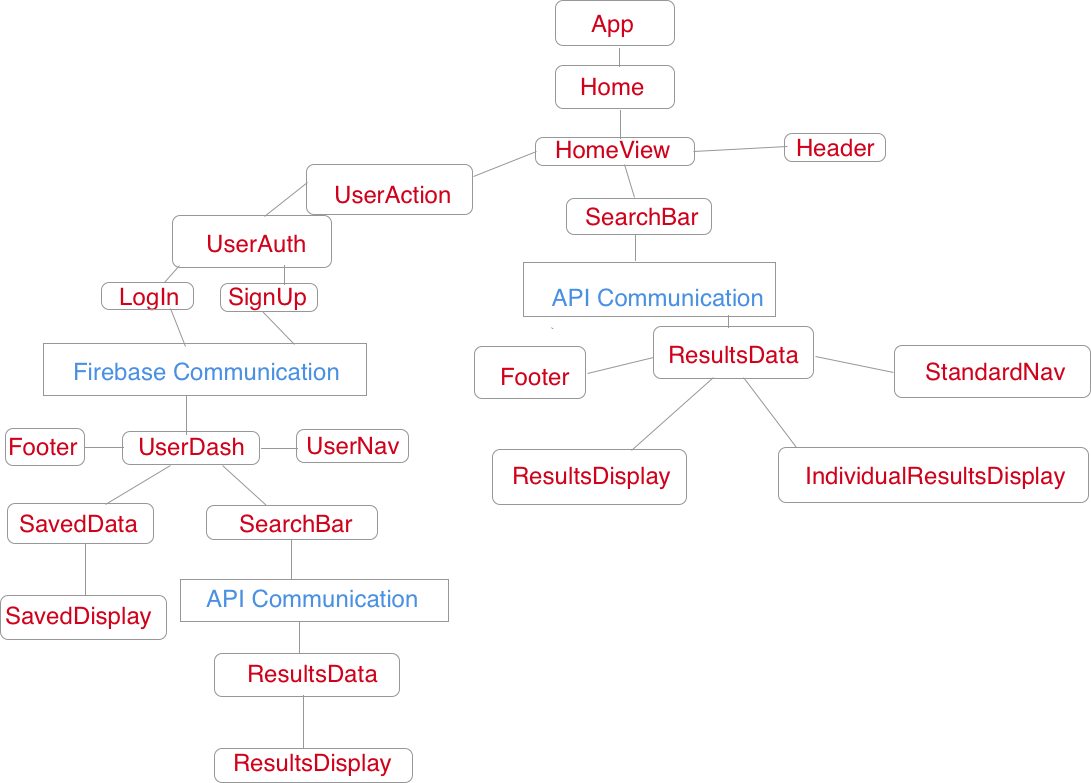 App
Home
HomeView
Header
UserAction
SearchBar
UserAuth
LogIn
SignUp
API Communication
ResultsData
Footer
StandardNav
Firebase Communication
Footer
UserDash
UserNav
ResultsDisplay
IndividualResultsDisplay
SavedData
SearchBar
API Communication
SavedDisplay
ResultsData
ResultsDisplay